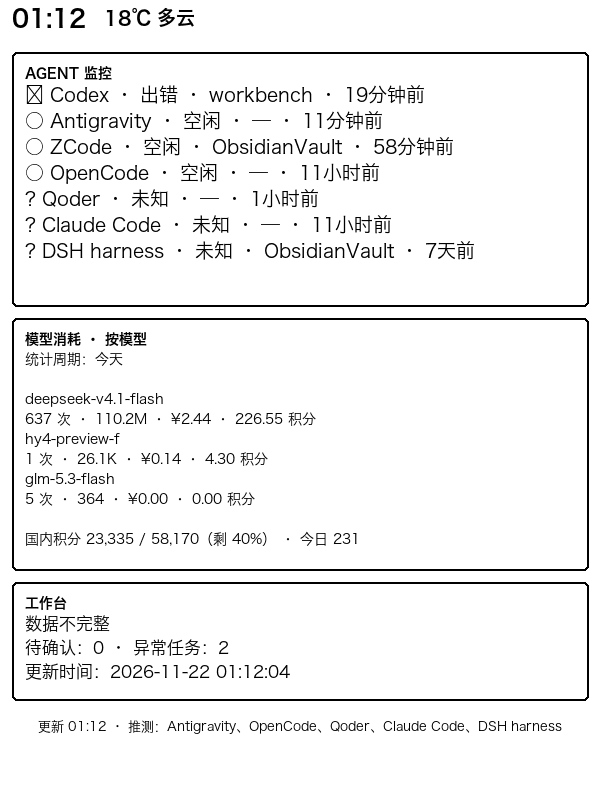 01:12 18℃ 多云
AGENT 监控
☒ Codex · 出错 · workbench · 19分钟前
○ Antigravity · 空闲 · — · 11分钟前
○ ZCode · 空闲 · ObsidianVault · 58分钟前
○ OpenCode · 空闲 · — · 11小时前
? Qoder · 未知 · — · 1小时前
? Claude Code · 未知 · — · 11小时前
? DSH harness · 未知 · ObsidianVault · 7天前
模型消耗 · 按模型
统计周期：今天
deepseek-v4.1-flash
637 次 · 110.2M · ¥2.44 · 226.55 积分
hy4-preview-f
1 次 · 26.1K · ¥0.14 · 4.30 积分
glm-5.3-flash
5 次 · 364 · ¥0.00 · 0.00 积分
国内积分 23,335 / 58,170（剩 40%） · 今日 231
工作台
数据不完整
待确认：0 · 异常任务：2
更新时间：2026-11-22 01:12:04
更新 01:12 · 推测：Antigravity、OpenCode、Qoder、Claude Code、DSH harness